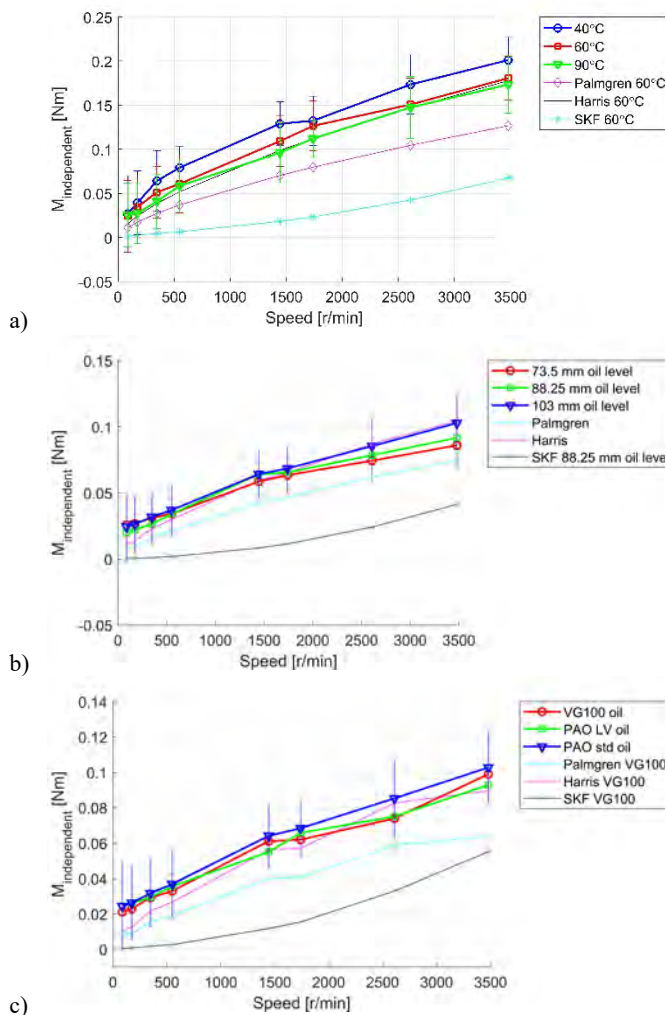 a)
M_independent [Nm]
0.25
0.2
0.15
0.1
0.05
0
-0.05
0 500 1000 1500 2000 2500 3000 3500
Speed [r/min]
40°C
60°C
90°C
Palmgren 60°C
Harris 60°C
SKF 60°C
b)
M_independent [Nm]
0.15
0.1
0.05
0
-0.05
0 500 1000 1500 2000 2500 3000 3500
Speed [r/min]
73.5 mm oil level
88.25 mm oil level
103 mm oil level
Palmgren
Harris
SKF 88.25 mm oil level
c)
M_independent [Nm]
0.14
0.12
0.1
0.08
0.06
0.04
0.02
0
0 500 1000 1500 2000 2500 3000 3500
Speed [r/min]
VG100 oil
PAO LV oil
PAO std oil
Palmgren VG100
Harris VG100
SKF VG100